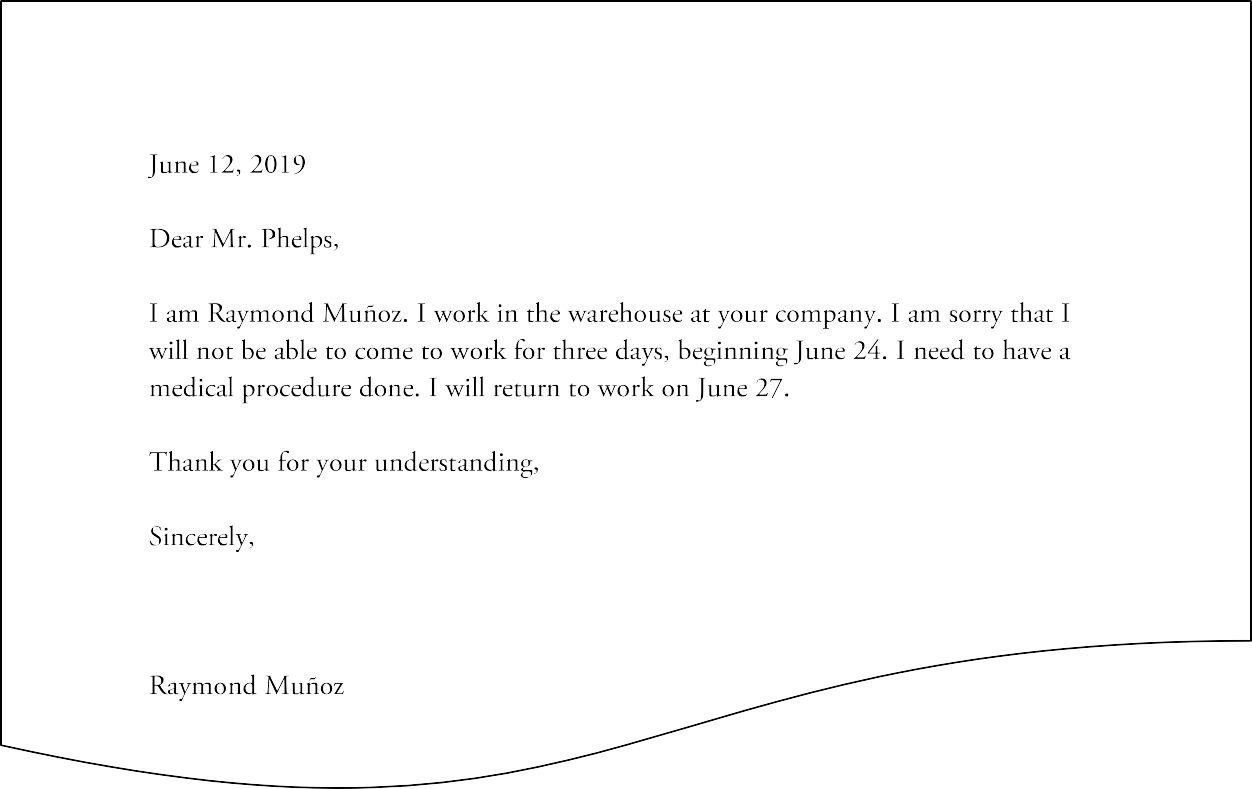 June 12, 2019
Dear Mr. Phelps,
I am Raymond Muñoz. I work in the warehouse at your company. I am sorry that I
will not be able to come to work for three days, beginning June 24. I need to have a
medical procedure done. I will return to work on June 27.
Thank you for your understanding,
Sincerely,
Raymond Muñoz